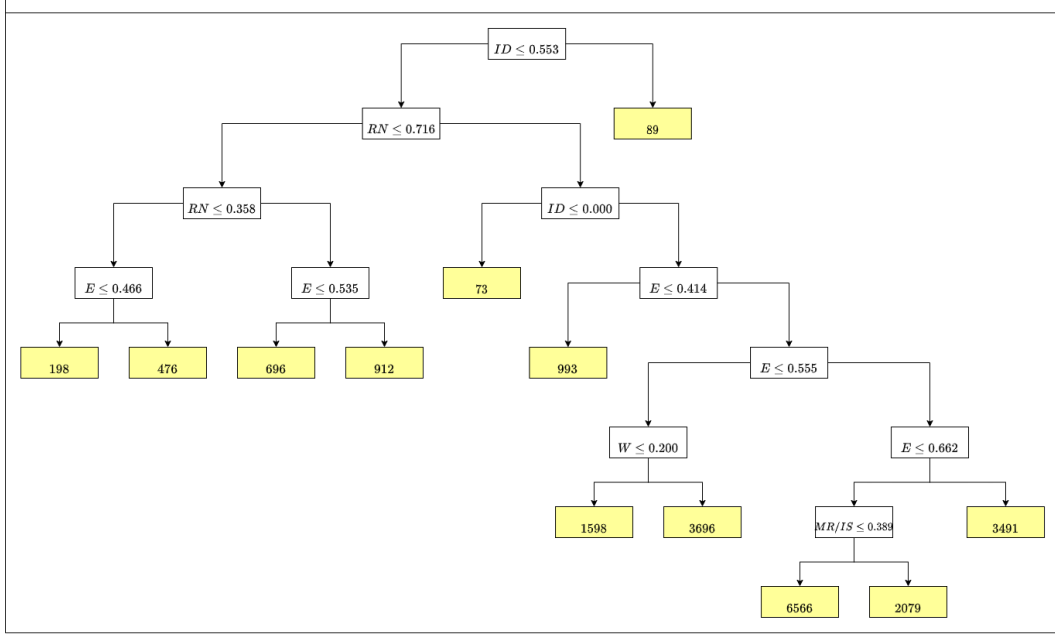 ID ≤ 0.553
RN ≤ 0.716
89
RN ≤ 0.358
ID ≤ 0.000
E ≤ 0.466
E ≤ 0.535
73
E ≤ 0.414
198
476
696
912
993
E ≤ 0.555
W ≤ 0.200
E ≤ 0.662
1598
3696
MR/IS ≤ 0.389
3491
6566
2079